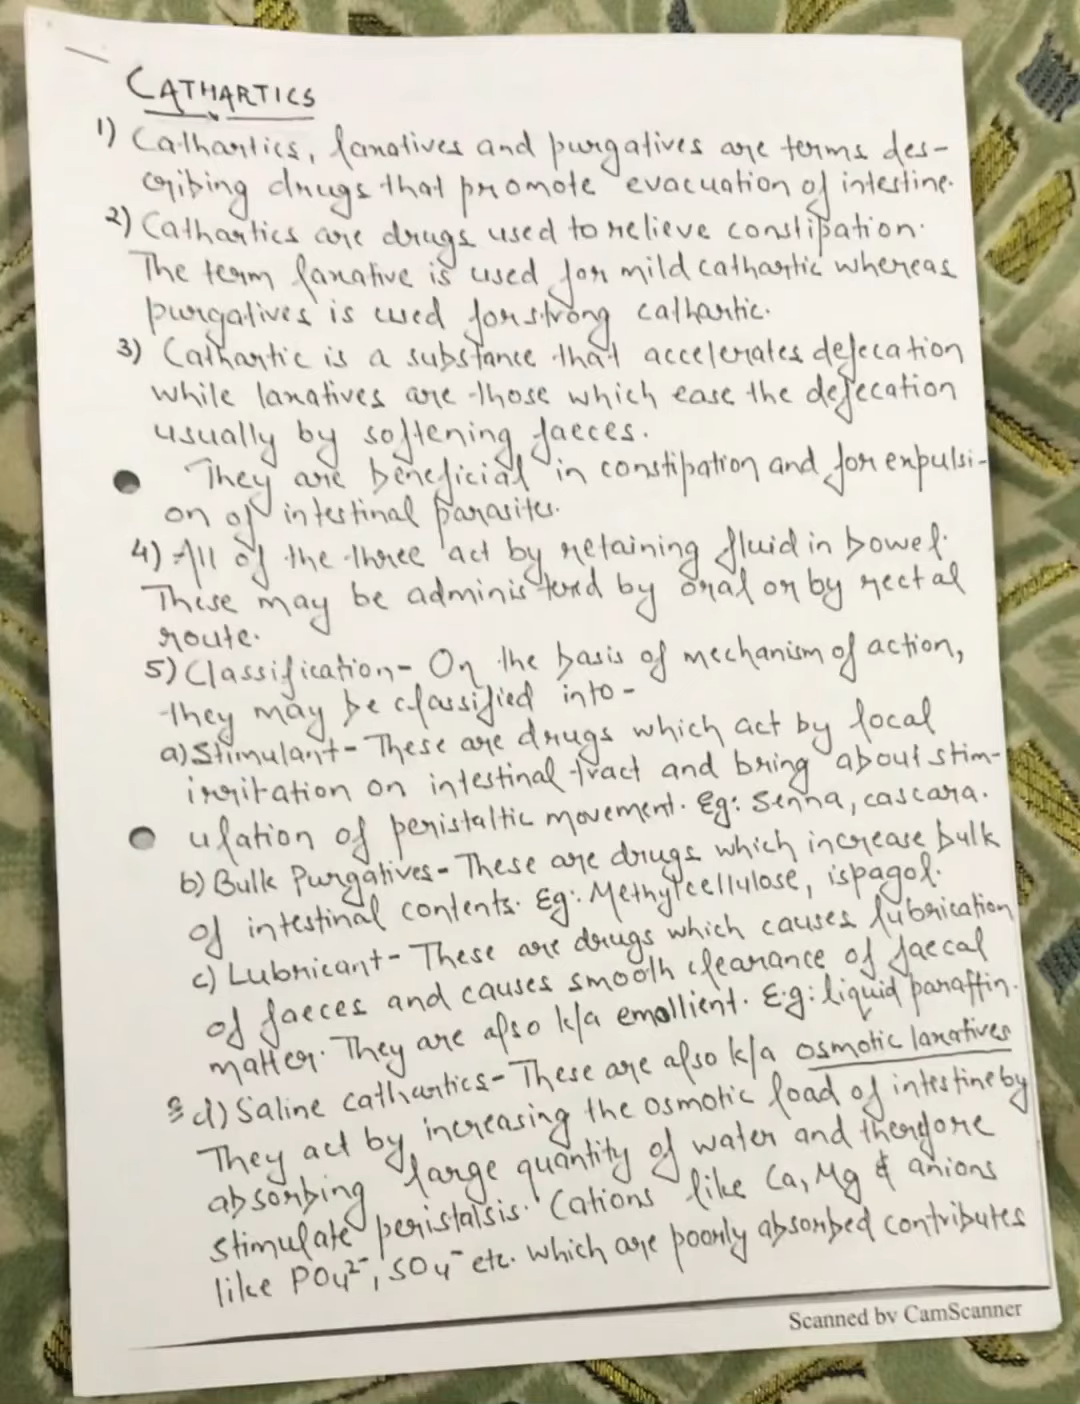 CATHARTICS
1) Cathartics, laxatives and purgatives are terms des-
cribing drugs that promote evacuation of intestine.
2) Cathartics are drugs used to relieve constipation.
The term laxative is used for mild cathartic whereas
purgatives is used for strong cathartic.
3) Cathartic is a substance that accelerates defecation
while laxatives are those which ease the defecation
usually by softening faeces.
They are beneficial in constipation and for expulsi-
on of intestinal parasites.
4) All of the three act by retaining fluid in bowel.
These may be administerd by oral or by rectal
route.
5) Classification- On the basis of mechanism of action,
they may be classified into -
a) Stimulant- These are drugs which act by local
irritation on intestinal tract and bring about stim-
ulation of peristaltic movement. Eg: Senna, cascara.
b) Bulk Purgatives- These are drugs which increase bulk
of intestinal contents. Eg: Methylcellulose, ispagol.
c) Lubricant- These are drugs which causes lubrication
of faeces and causes smooth clearance of faecal
matter. They are also k/a emollient. E.g: liquid paraffin.
d) Saline cathartics- These are also k/a osmotic laxatives
They act by increasing the osmotic load of intestine by
absorbing large quantity of water and therefore
stimulate peristalsis. Cations like Ca, Mg & anions
like PO4²⁻, SO4⁻ etc. which are poorly absorbed contributes
Scanned by CamScanner